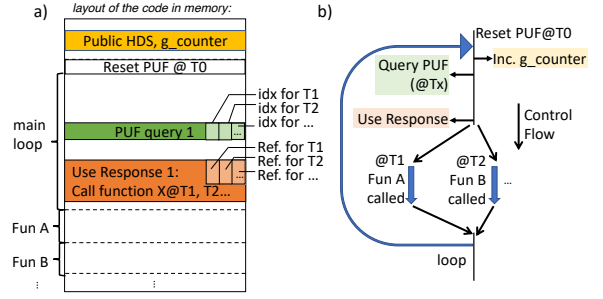 a)
layout of the code in memory:
Public HDS, g_counter
Reset PUF @ T0
main
loop
PUF query 1
idx for T1
idx for T2
idx for ...
...
Use Response 1:
Call function X@T1, T2...
Ref. for T1
Ref. for T2
Ref. for ...
...
Fun A
Fun B
...
b)
Reset PUF@T0
Inc. g_counter
Query PUF
(@Tx)
Use Response
Control
Flow
@T1
Fun A
called
@T2
Fun B
called
...
loop